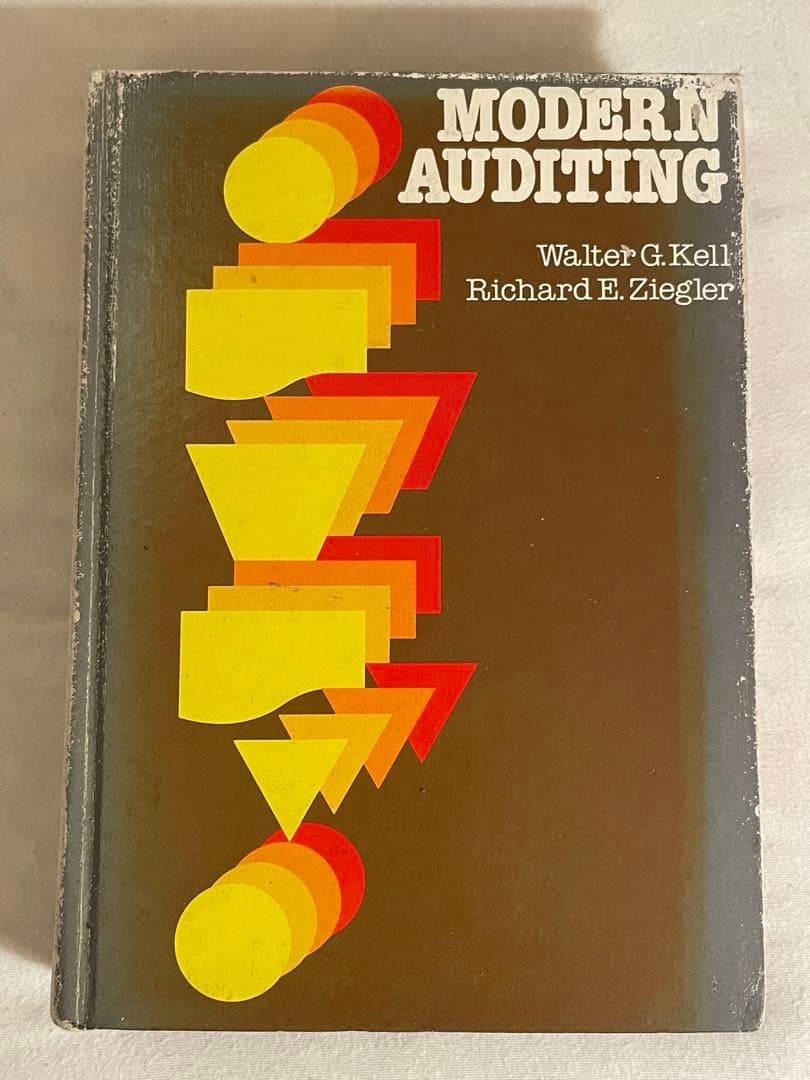 MODERN
AUDITING
Walter G. Kell
Richard E. Ziegler